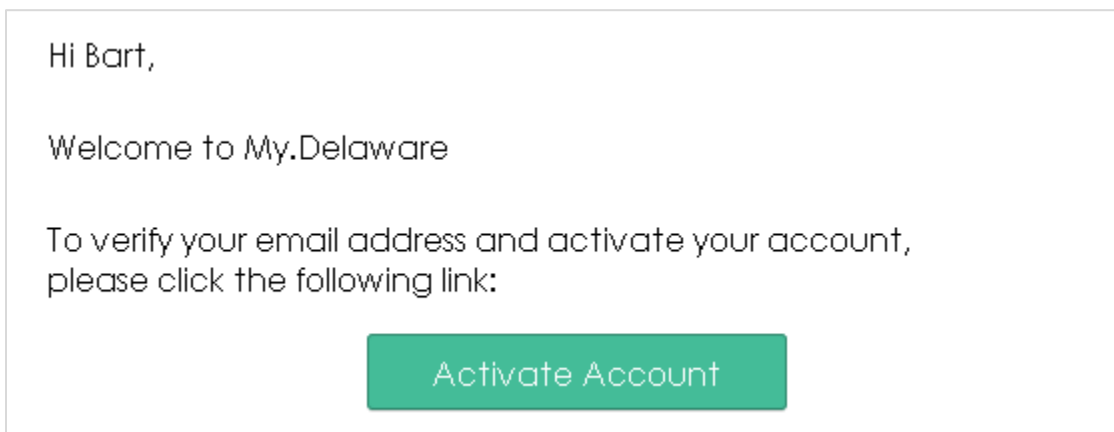 Hi Bart,
Welcome to My.Delaware
To verify your email address and activate your account,
please click the following link:
Activate Account